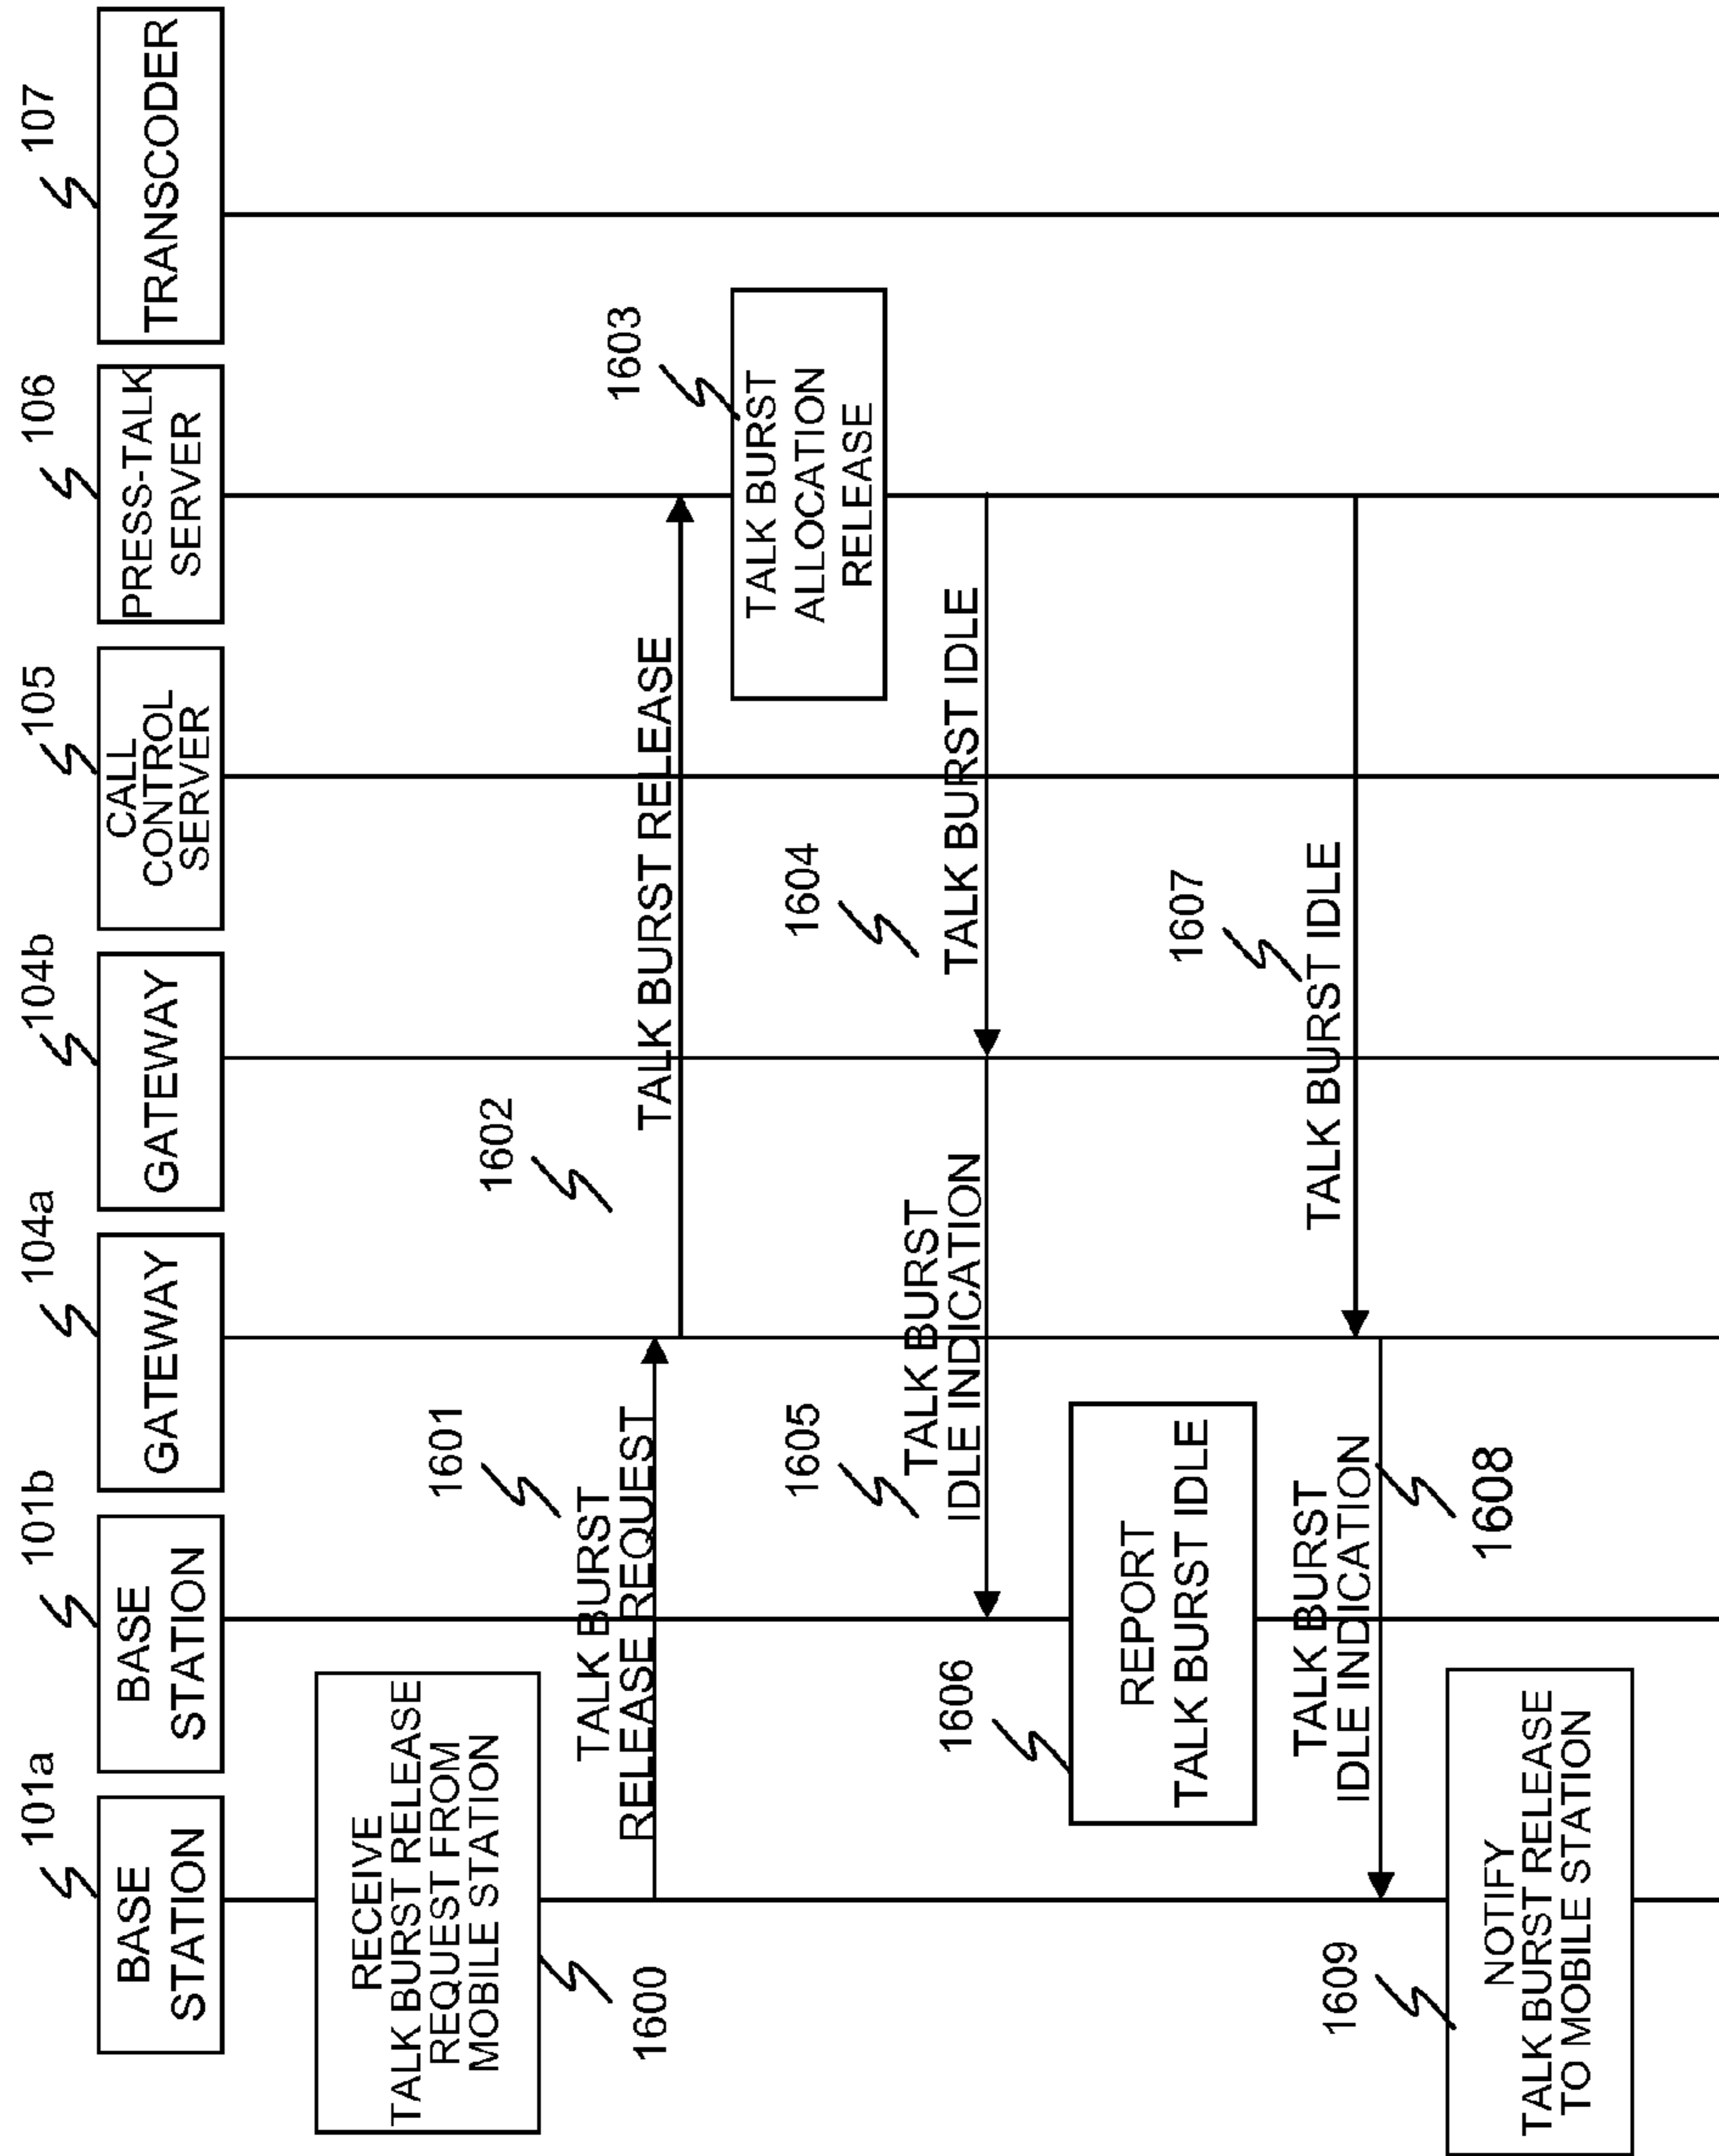 101a
101b
104a
104b
105
106
107
BASE
STATION
BASE
STATION
GATEWAY
GATEWAY
CALL
CONTROL
SERVER
PRESS-TALK
SERVER
TRANSCODER
RECEIVE
TALK BURST RELEASE
REQUEST FROM
MOBILE STATION
1600
1601
TALK BURST
RELEASE REQUEST
1602
TALK BURST RELEASE
1603
TALK BURST
ALLOCATION
RELEASE
1604
TALK BURST IDLE
1605
TALK BURST
IDLE INDICATION
1606
REPORT
TALK BURST IDLE
1607
TALK BURST IDLE
TALK BURST
IDLE INDICATION
1608
1609
NOTIFY
TALK BURST RELEASE
TO MOBILE STATION